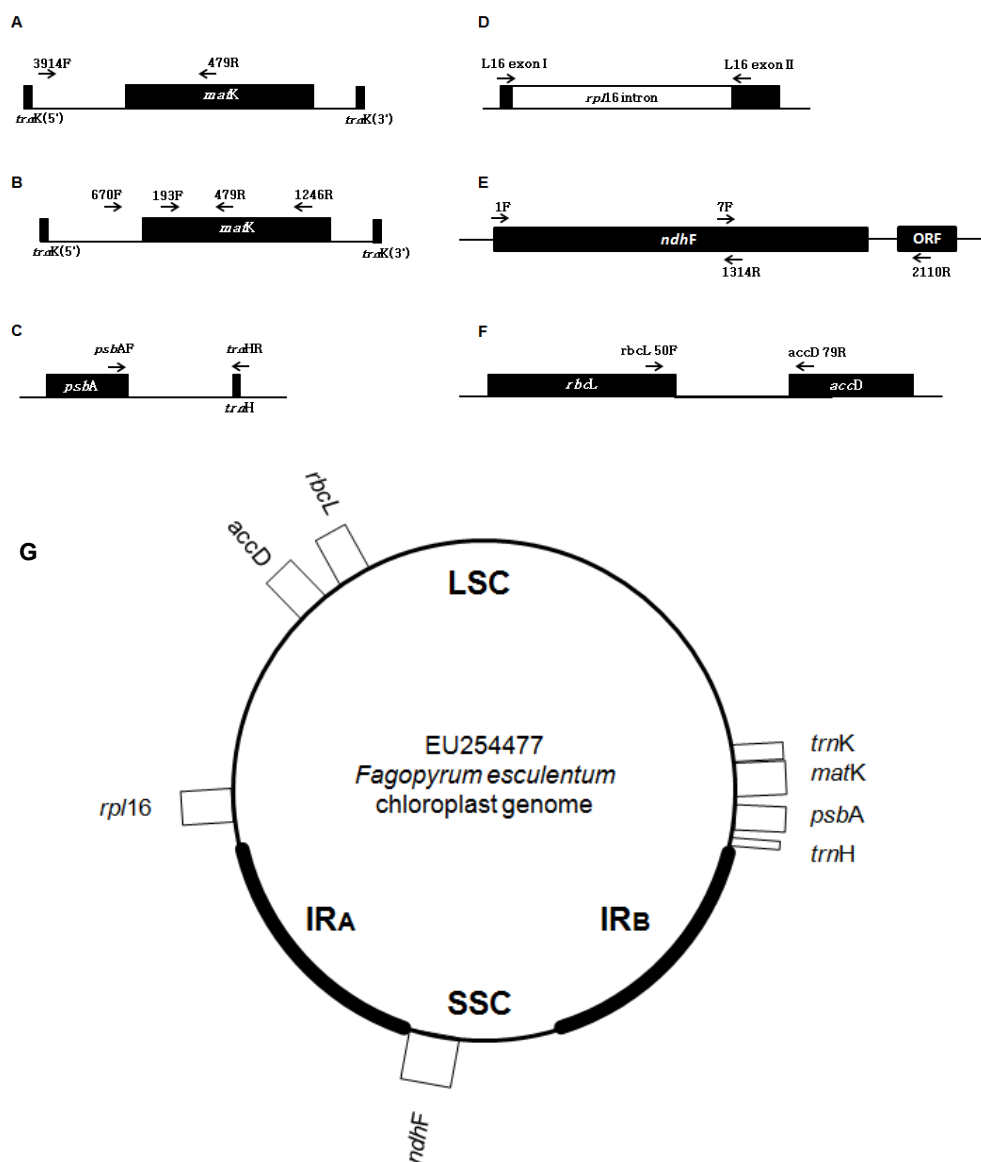 A
3914F
479R
matK
trnK(5')
trnK(3')
B
670F
193F
479R
1246R
matK
trnK(5')
trnK(3')
C
psbAF
trnHR
psbA
trnH
D
L16 exon I
L16 exon II
rpl16 intron
E
1F
7F
ndhF
ORF
1314R
2110R
F
rbcL 50F
accD 79R
rbcL
accD
G
rbcL
accD
LSC
EU254477
Fagopyrum esculentum
chloroplast genome
trnK
matK
psbA
trnH
rpl16
IRA
IRB
SSC
ndhF